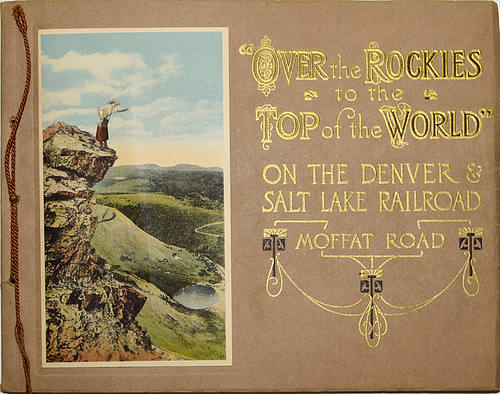 "OVER the ROCKIES
to the
TOP of the WORLD"
ON THE DENVER &
SALT LAKE RAILROAD
MOFFAT ROAD